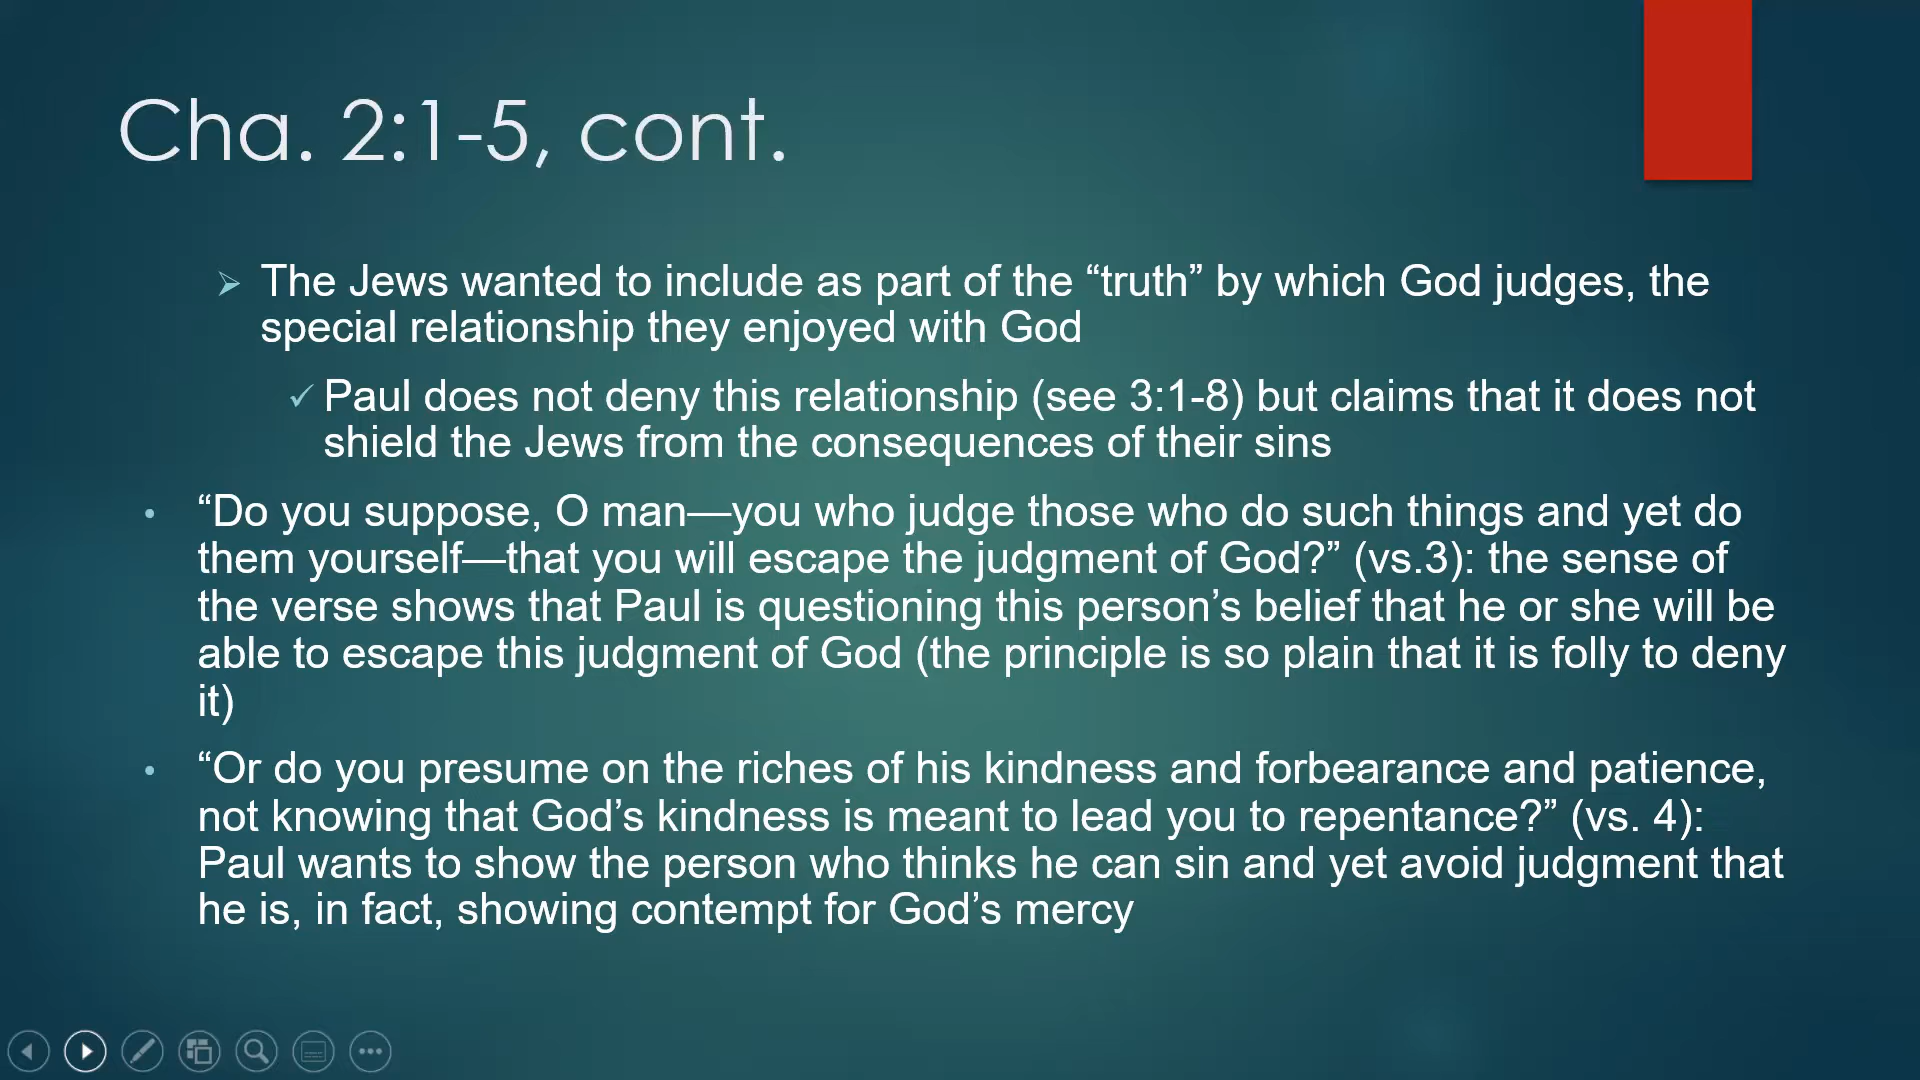 Cha. 2:1-5, cont.
The Jews wanted to include as part of the “truth” by which God judges, the
special relationship they enjoyed with God
Paul does not deny this relationship (see 3:1-8) but claims that it does not
shield the Jews from the consequences of their sins
“Do you suppose, O man—you who judge those who do such things and yet do
them yourself—that you will escape the judgment of God?” (vs.3): the sense of
the verse shows that Paul is questioning this person’s belief that he or she will be
able to escape this judgment of God (the principle is so plain that it is folly to deny
it)
“Or do you presume on the riches of his kindness and forbearance and patience,
not knowing that God’s kindness is meant to lead you to repentance?” (vs. 4):
Paul wants to show the person who thinks he can sin and yet avoid judgment that
he is, in fact, showing contempt for God’s mercy